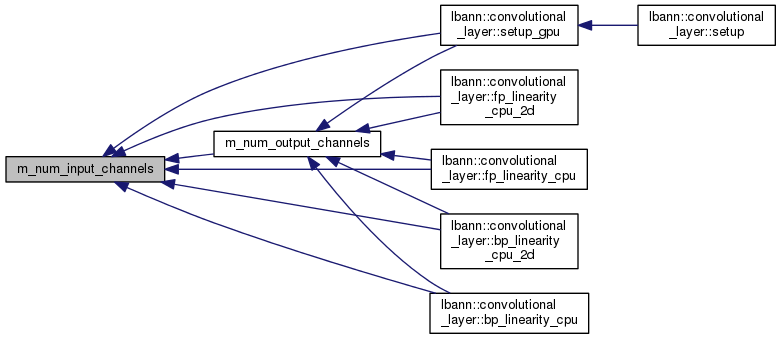 m_num_input_channels
m_num_output_channels
lbann::convolutional
_layer::setup_gpu
lbann::convolutional
_layer::setup
lbann::convolutional
_layer::fp_linearity
_cpu_2d
lbann::convolutional
_layer::fp_linearity_cpu
lbann::convolutional
_layer::bp_linearity
_cpu_2d
lbann::convolutional
_layer::bp_linearity_cpu